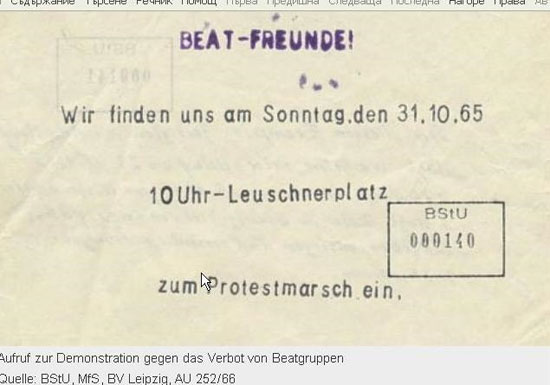 Съдържание Търсене Речник Помощ Първа Предишна Следваща Последна Нагоре Права
BEAT-FREUNDE!
BStU
000141
Wir finden uns am Sonntag,den 31.10.65
10Uhr-Leuschnerplatz
BStU
000140
zum Protestmarsch ein.
Aufruf zur Demonstration gegen das Verbot von Beatgruppen
Quelle: BStU, MfS, BV Leipzig, AU 252/66